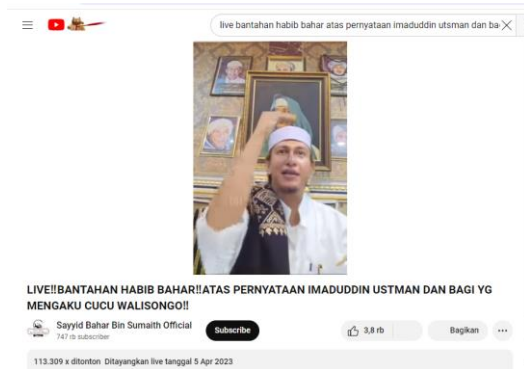 live bantahan habib bahar atas pernyataan imaduddin utsman dan ba
LIVE!!BANTAHAN HABIB BAHAR!!ATAS PERNYATAAN IMADUDDIN USTMAN DAN BAGI YG
MENGAKU CUCU WALISONGO!!
Sayyid Bahar Bin Sumaith Official
747 rb subscriber
Subscribe
3,8 rb
Bagikan
113.309 x ditonton Ditayangkan live tanggal 5 Apr 2023